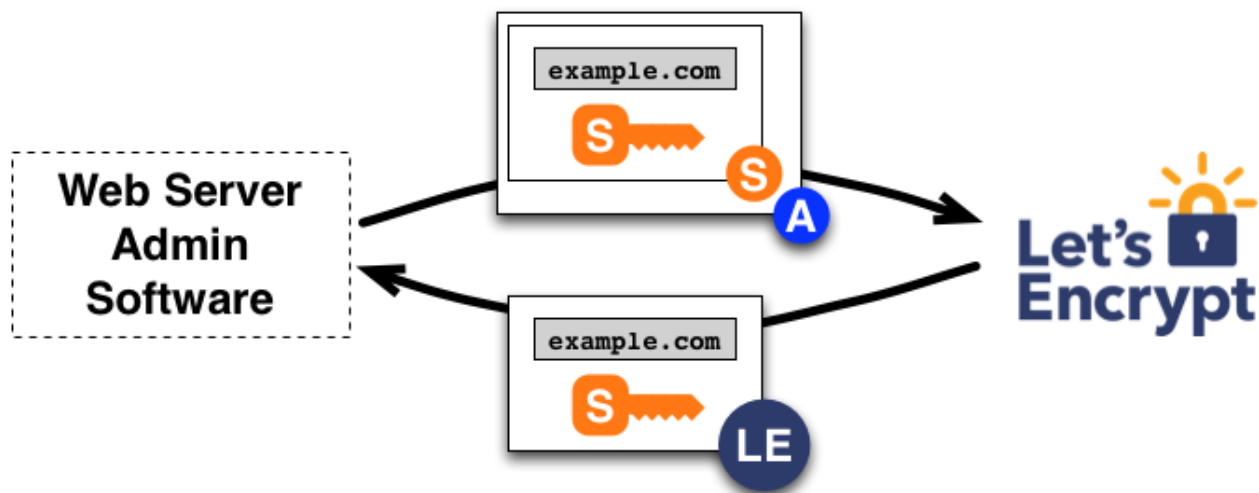 example.com
S
S
A
Web Server
Admin
Software
Let's
Encrypt
example.com
S
LE